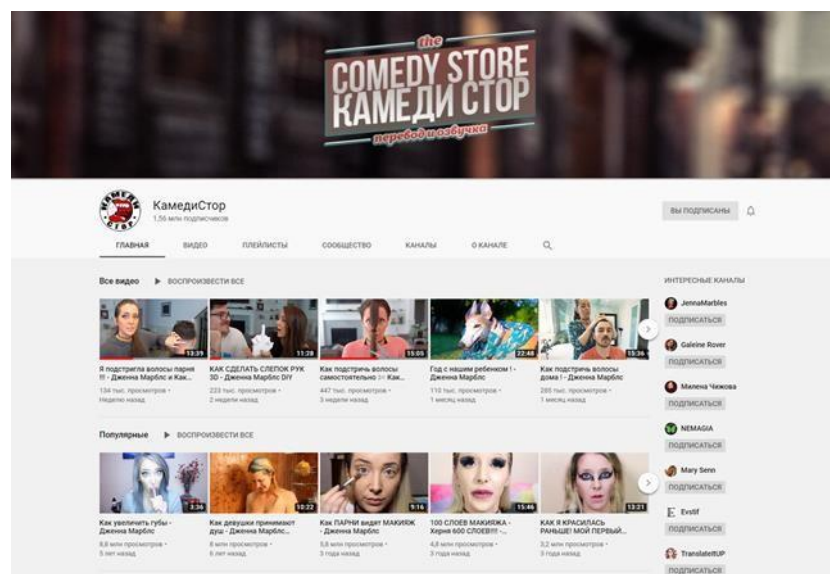 the
COMEDY STORE
КАМЕДИ СТОР
перевод и озвучка
КАМЕДИ
СТОР
КамедиСтор
1,56 млн подписчиков
ВЫ ПОДПИСАНЫ
ГЛАВНАЯ ВИДЕО ПЛЕЙЛИСТЫ СООБЩЕСТВО КАНАЛЫ О КАНАЛЕ
Все видео ВОСПРОИЗВЕСТИ ВСЕ
13:39 11:28 15:05 22:48 15:36
Я подстригла волосы парня КАК СДЕЛАТЬ СЛЕПОК РУК Как подстричь волосы Год с нашим ребенком ! - Как подстричь волосы
!!! - Дженна Марблс и Как... 3D - Дженна Марблс DIY самостоятельно :- Как... Дженна Марблс дома ! - Дженна Марблс
134 тыс. просмотров • 223 тыс. просмотров • 447 тыс. просмотров • 110 тыс. просмотров • 285 тыс. просмотров •
Неделю назад 2 недели назад 3 недели назад 1 месяц назад 1 месяц назад
Популярные ВОСПРОИЗВЕСТИ ВСЕ
3:36 10:22 9:16 15:46 13:21
Как увеличить губы - Как девушки принимают Как ПАРНИ видят МАКИЯЖ 100 СЛОЕВ МАКИЯЖА - КАК Я КРАСИЛАСЬ
Дженна Марблс душ - Дженна Марблс... - Дженна Марблс Херня 600 СЛОЕВ!!!! -... РАНЬШЕ! МОЙ ПЕРВЫЙ...
8,8 млн просмотров • 8 млн просмотров • 5,8 млн просмотров • 4,8 млн просмотров • 3,2 млн просмотров •
5 лет назад 6 лет назад 3 года назад 3 года назад 3 года назад
ИНТЕРЕСНЫЕ КАНАЛЫ
JennaMarbles
ПОДПИСАТЬСЯ
Galeine Rover
ПОДПИСАТЬСЯ
Милена Чижова
ПОДПИСАТЬСЯ
NEMAGIA
ПОДПИСАТЬСЯ
Mary Senn
ПОДПИСАТЬСЯ
E Evslif
ПОДПИСАТЬСЯ
TranslateItUP
ПОДПИСАТЬСЯ